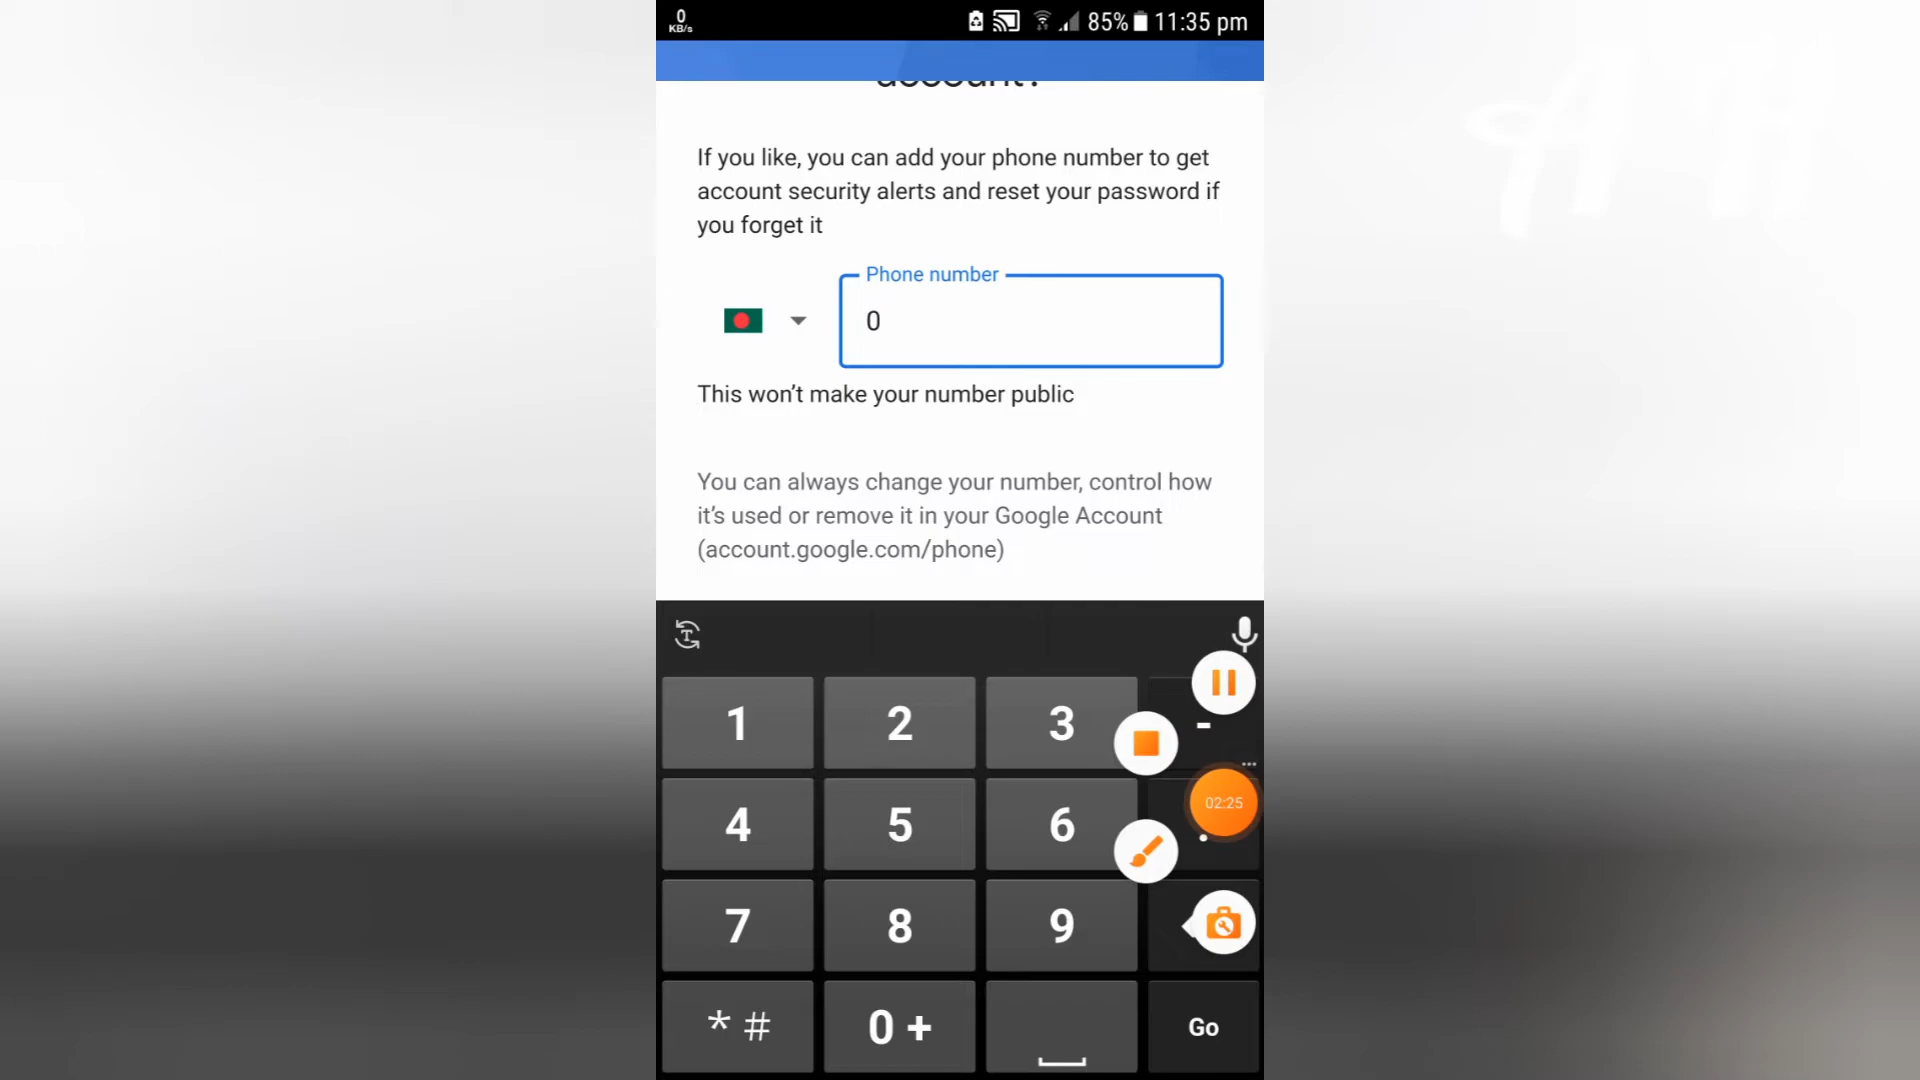 0
KB/s
85%
11:35 pm
account?
If you like, you can add your phone number to get
account security alerts and reset your password if
you forget it
Phone number
0
This won't make your number public
You can always change your number, control how
it's used or remove it in your Google Account
(account.google.com/phone)
1 2 3 -
4 5 6 .
02:25
7 8 9
* # 0 + Go
A H